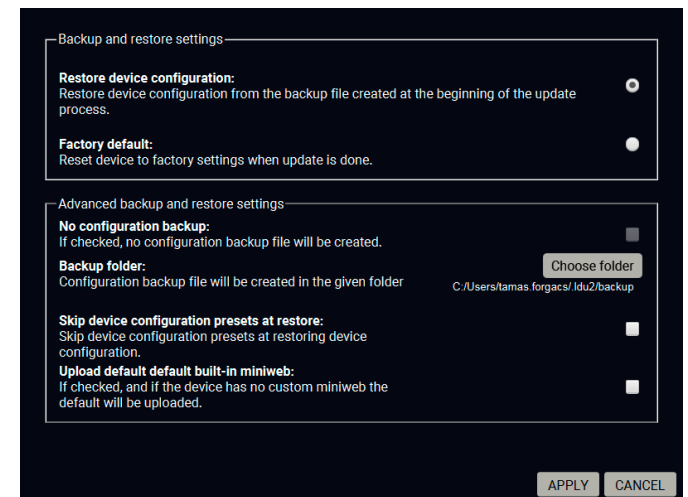 Backup and restore settings
Restore device configuration:
Restore device configuration from the backup file created at the beginning of the update
process.
Factory default:
Reset device to factory settings when update is done.
Advanced backup and restore settings
No configuration backup:
If checked, no configuration backup file will be created.
Backup folder:
Choose folder
Configuration backup file will be created in the given folder
C:/Users/tamas.forgacs/.ldu2/backup
Skip device configuration presets at restore:
Skip device configuration presets at restoring device
configuration.
Upload default default built-in miniweb:
If checked, and if the device has no custom miniweb the
default will be uploaded.
APPLY CANCEL